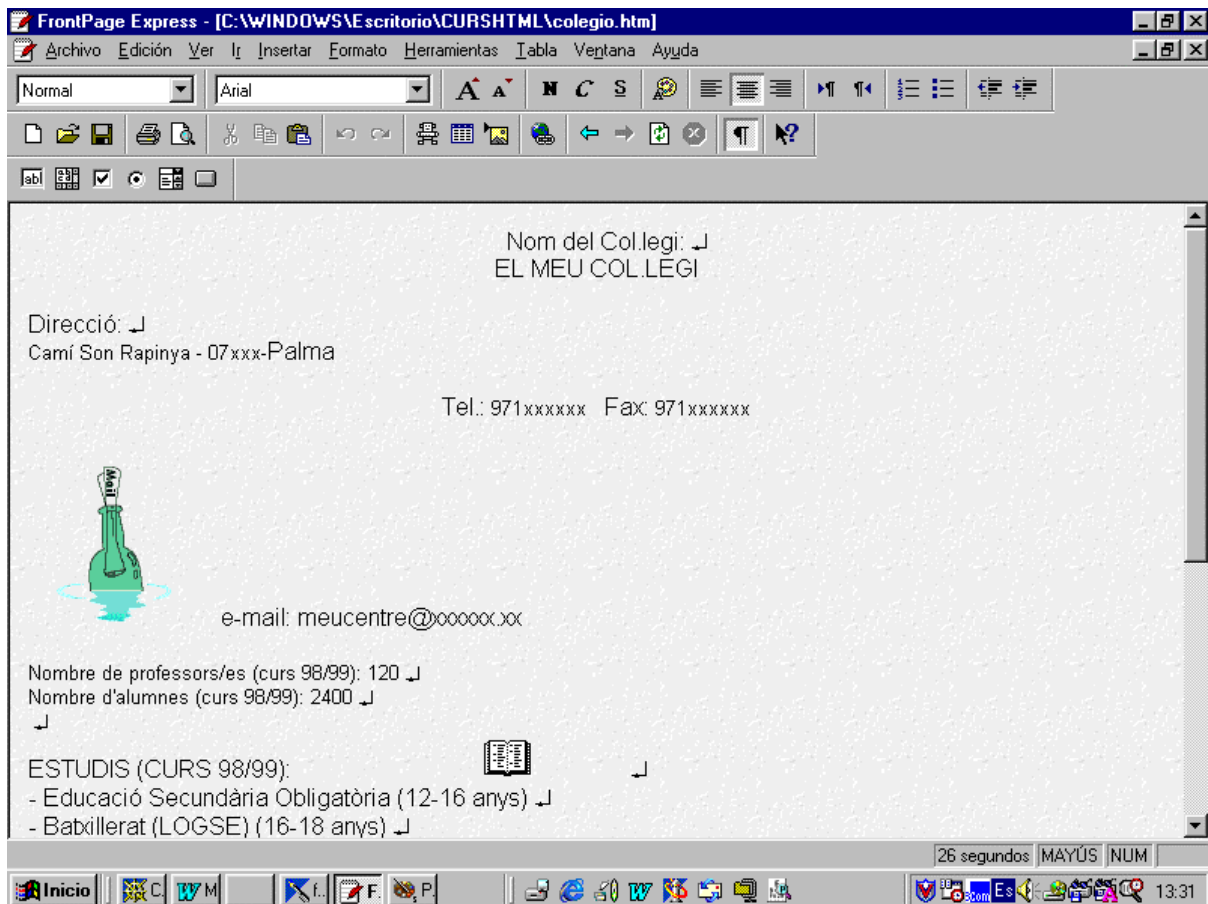 FrontPage Express - [C:\WINDOWS\Escritorio\CURSHTML\colegio.htm]
Archivo Edición Ver Ir Insertar Formato Herramientas Tabla Ventana Ayuda
Normal Arial A A N C S
abl
Nom del Col.legi:
EL MEU COL.LEGI
Direcció:
Camí Son Rapinya - 07xxx-Palma
Tel.: 971xxxxxx Fax: 971xxxxxx
Mail
e-mail: meucentre@xxxxxx.xx
Nombre de professors/es (curs 98/99): 120
Nombre d'alumnes (curs 98/99): 2400
ESTUDIS (CURS 98/99):
- Educació Secundària Obligatòria (12-16 anys)
- Batxillerat (LOGSE) (16-18 anys)
26 segundos MAYÚS NUM
Inicio C. M f.. F. P. Es 13:31